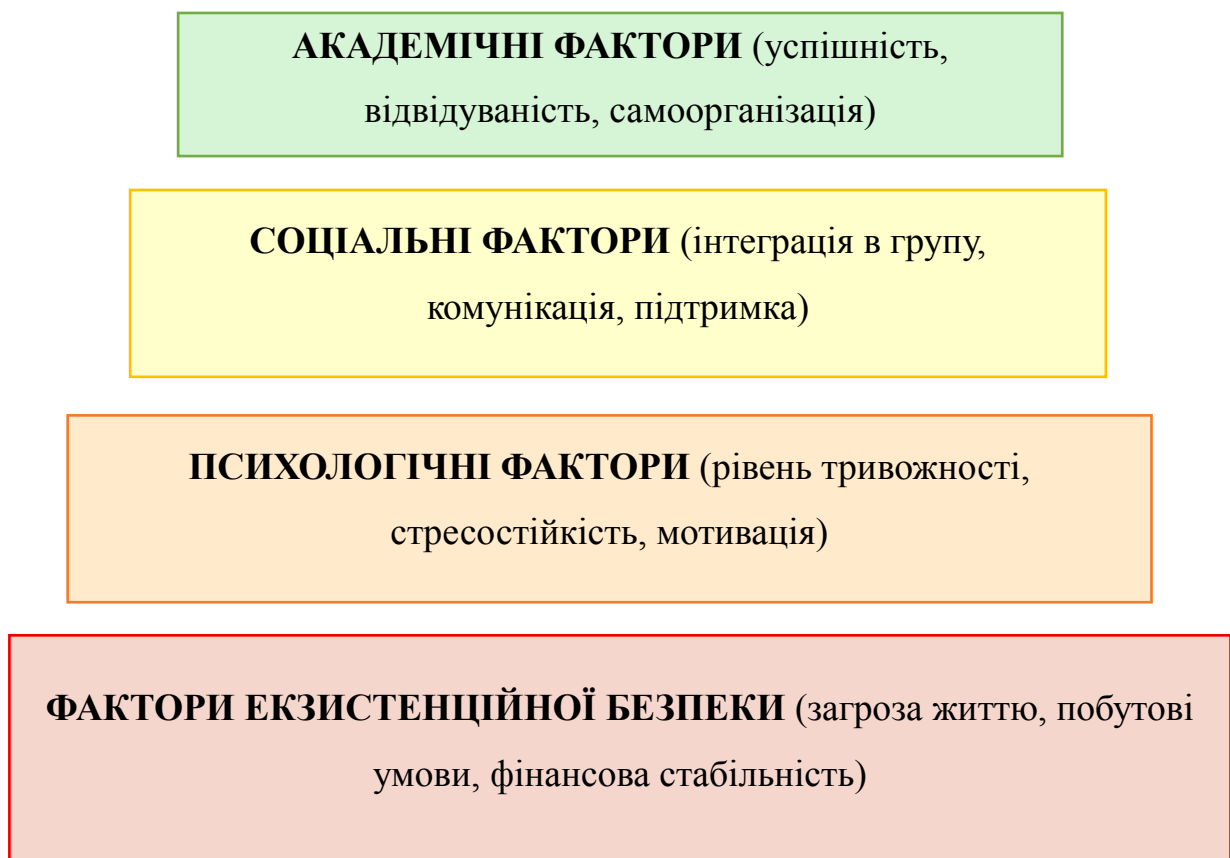 АКАДЕМІЧНІ ФАКТОРИ (успішність,
відвідуваність, самоорганізація)
СОЦІАЛЬНІ ФАКТОРИ (інтеграція в групу,
комунікація, підтримка)
ПСИХОЛОГІЧНІ ФАКТОРИ (рівень тривожності,
стресостійкість, мотивація)
ФАКТОРИ ЕКЗИСТЕНЦІЙНОЇ БЕЗПЕКИ (загроза життю, побутові
умови, фінансова стабільність)